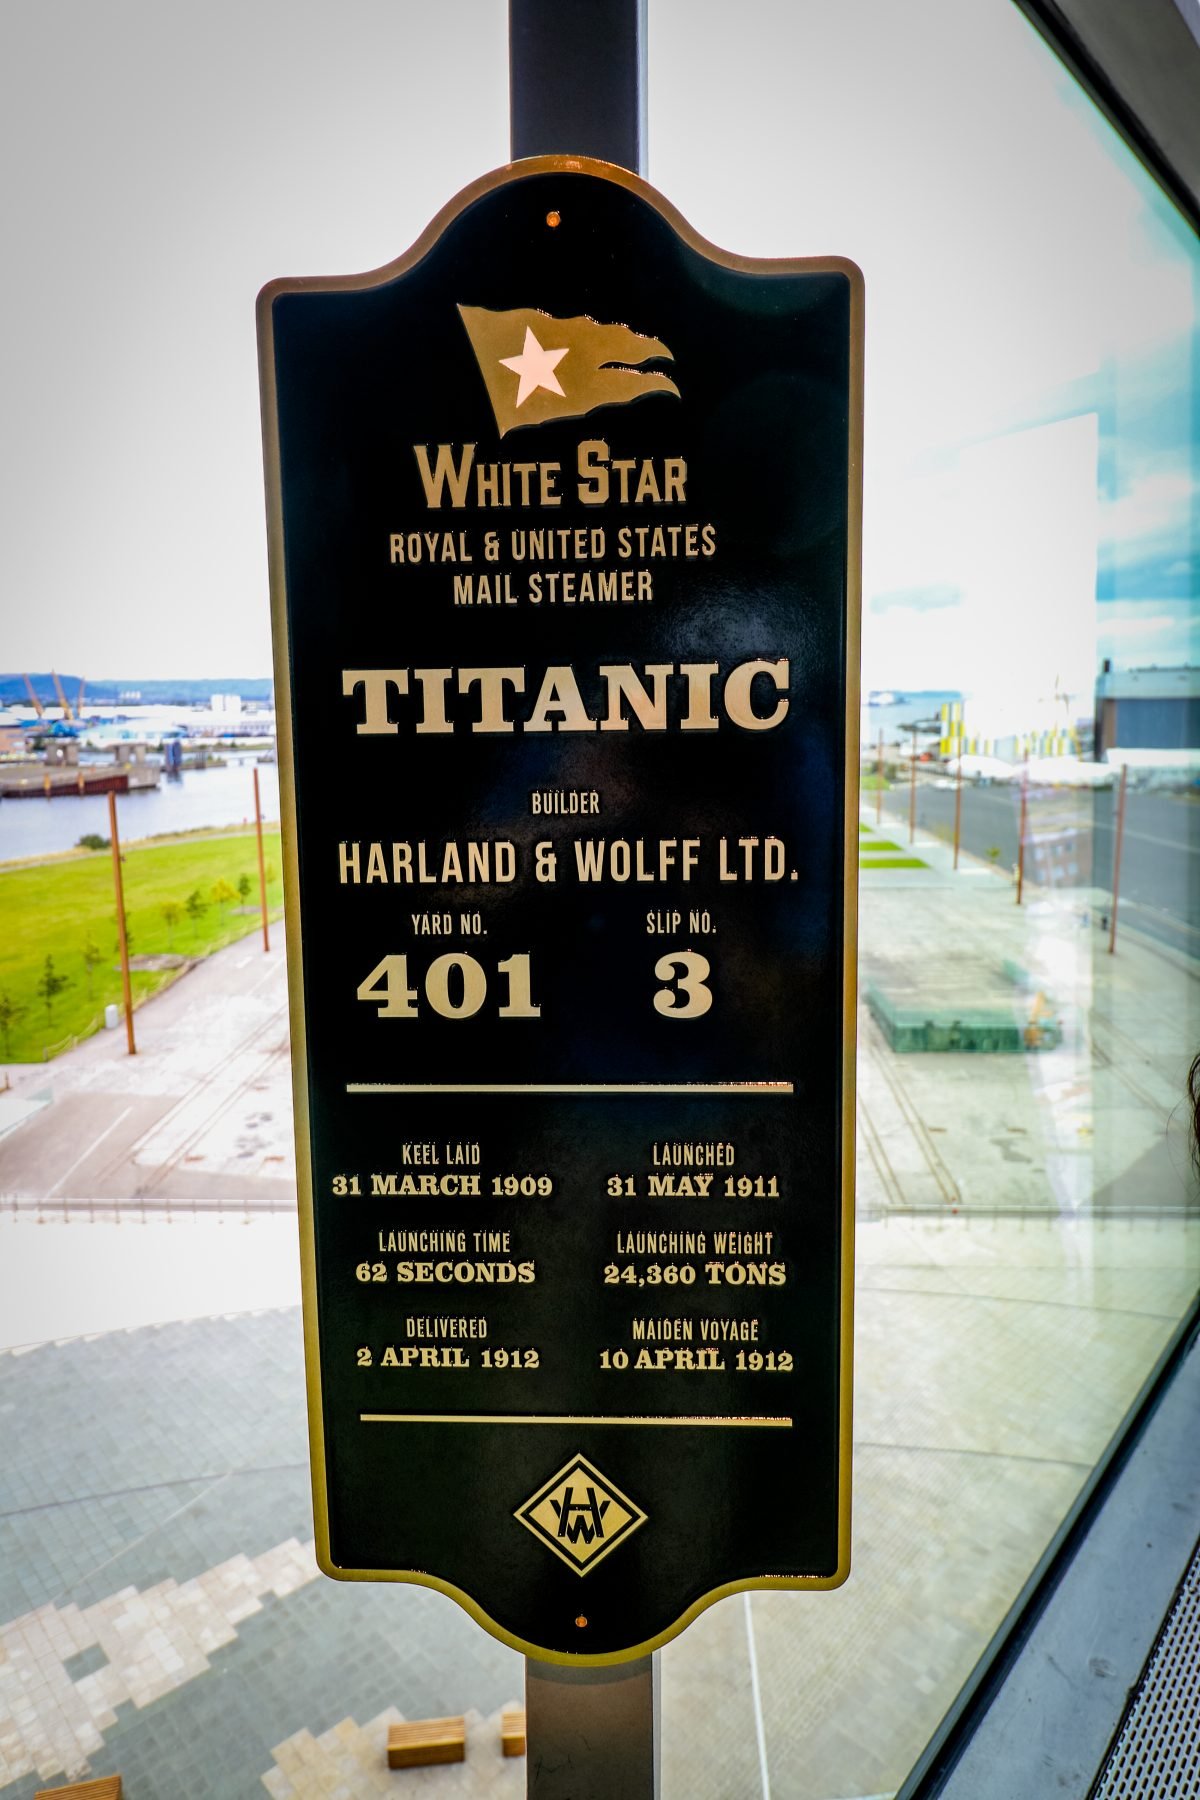 White Star
ROYAL & UNITED STATES
MAIL STEAMER
TITANIC
BUILDER
HARLAND & WOLFF LTD.
YARD NO. SLIP NO.
401 3
KEEL LAID LAUNCHED
31 MARCH 1909 31 MAY 1911
LAUNCHING TIME LAUNCHING WEIGHT
62 SECONDS 24,360 TONS
DELIVERED MAIDEN VOYAGE
2 APRIL 1912 10 APRIL 1912
HW